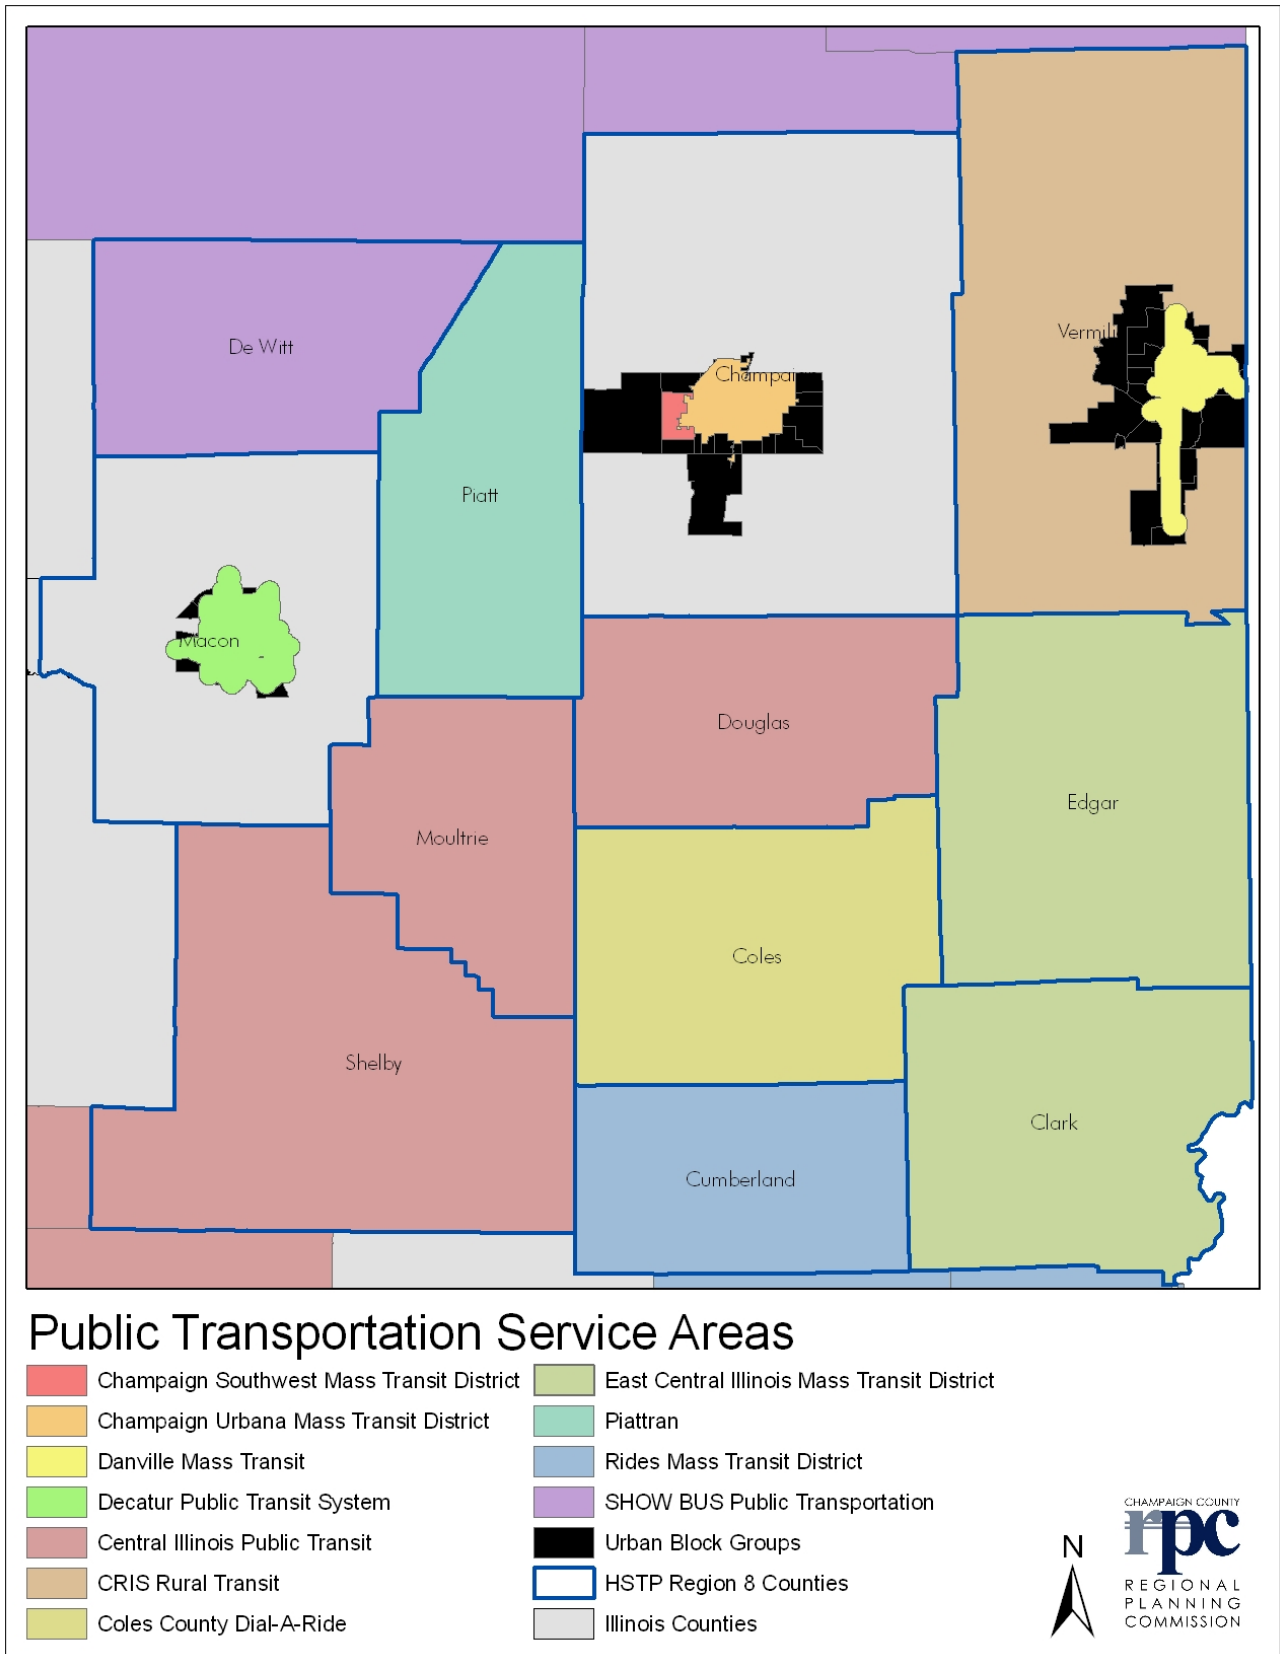 De Witt
Vermili
Champai
Piatt
Macon
Douglas
Edgar
Moultrie
Coles
Shelby
Clark
Cumberland
Public Transportation Service Areas
Champaign Southwest Mass Transit District
Champaign Urbana Mass Transit District
Danville Mass Transit
Decatur Public Transit System
Central Illinois Public Transit
CRIS Rural Transit
Coles County Dial-A-Ride
East Central Illinois Mass Transit District
Piattran
Rides Mass Transit District
SHOW BUS Public Transportation
Urban Block Groups
HSTP Region 8 Counties
Illinois Counties
N
CHAMPAIGN COUNTY
rpc
REGIONAL
PLANNING
COMMISSION